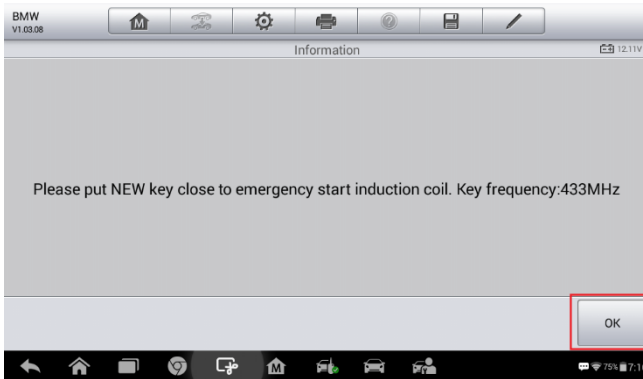 BMW
V1.03.08
M
Information
12.11V
Please put NEW key close to emergency start induction coil. Key frequency:433MHz
OK
M
75%